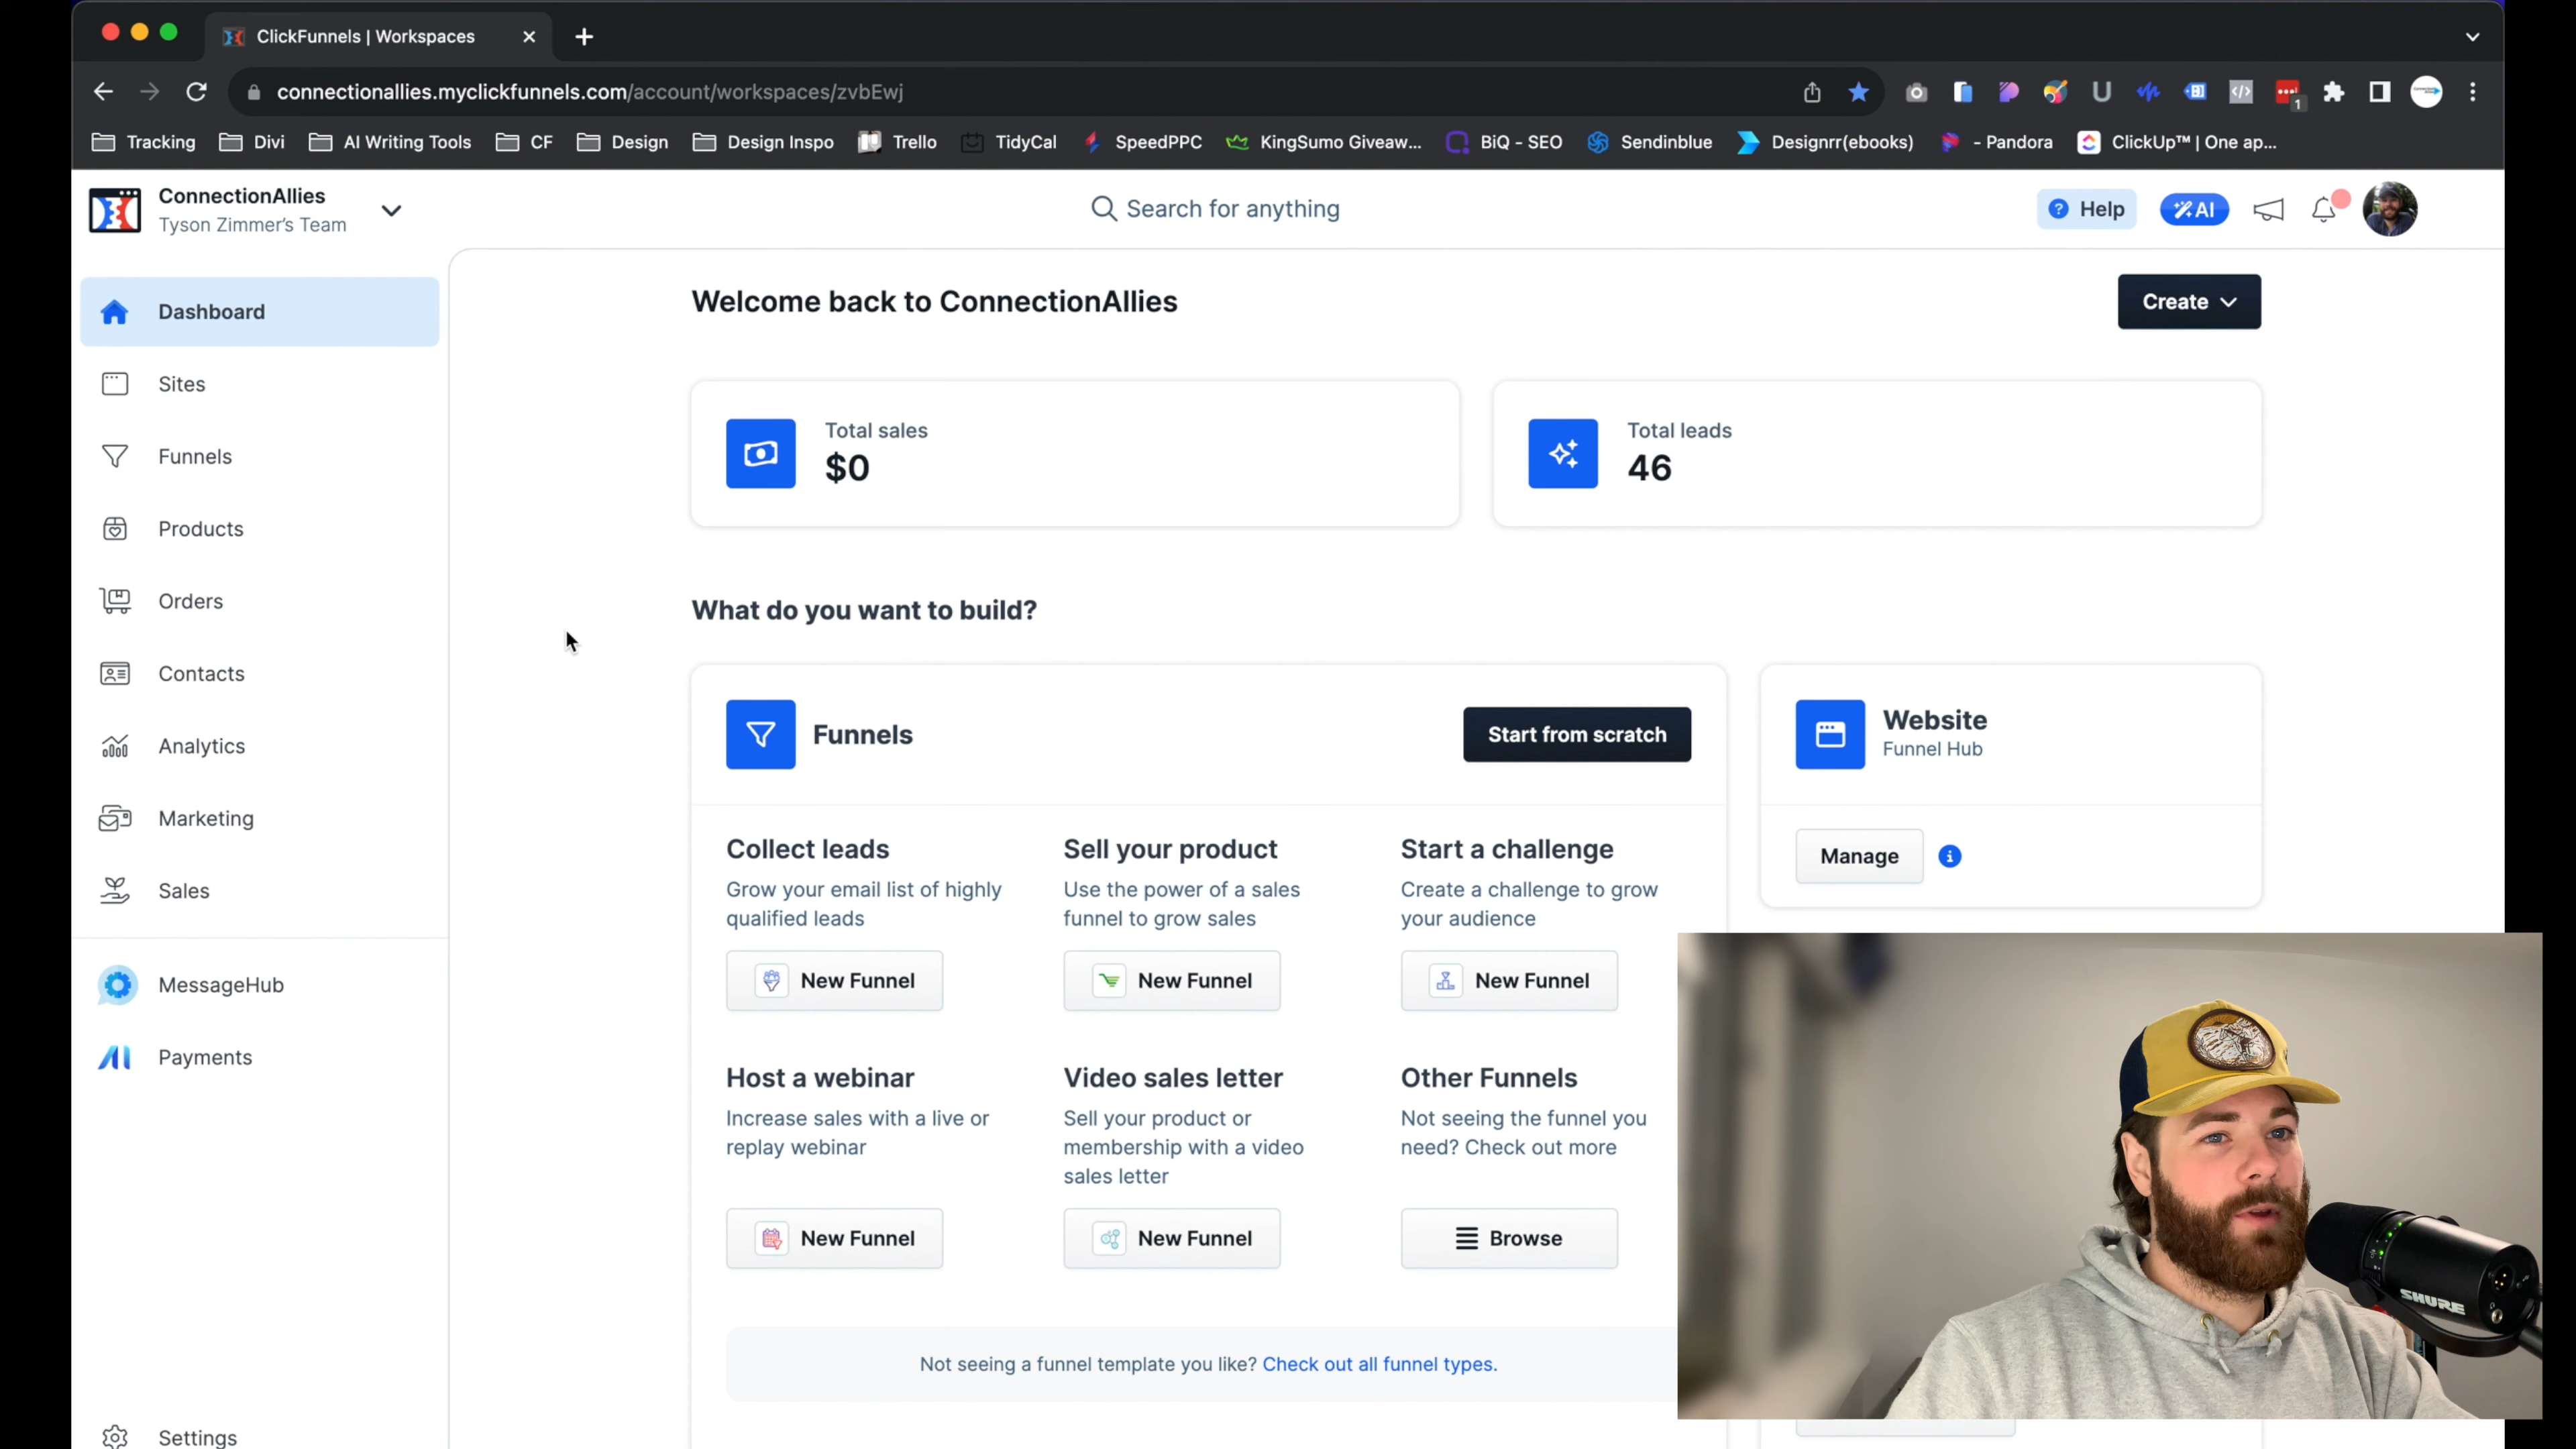 ClickFunnels | Workspaces
connectionallies.myclickfunnels.com/account/workspaces/zvbEwj
1
Tracking
Divi
AI Writing Tools
CF
Design
Design Inspo
Trello
TidyCal
SpeedPPC
KingSumo Giveaw...
BiQ - SEO
Sendinblue
Designrr(ebooks)
- Pandora
ClickUp™ | One ap...
ConnectionAllies
Tyson Zimmer's Team
Search for anything
Help
AI
Dashboard
Sites
Funnels
Products
Orders
Contacts
Analytics
Marketing
Sales
MessageHub
Payments
Settings
Welcome back to ConnectionAllies
Create
Total sales
$0
Total leads
46
What do you want to build?
Funnels
Start from scratch
Website
Funnel Hub
Manage
Collect leads
Grow your email list of highly
qualified leads
New Funnel
Sell your product
Use the power of a sales
funnel to grow sales
New Funnel
Start a challenge
Create a challenge to grow
your audience
New Funnel
Host a webinar
Increase sales with a live or
replay webinar
New Funnel
Video sales letter
Sell your product or
membership with a video
sales letter
New Funnel
Other Funnels
Not seeing the funnel you
need? Check out more
Browse
Not seeing a funnel template you like? Check out all funnel types.
SHURE